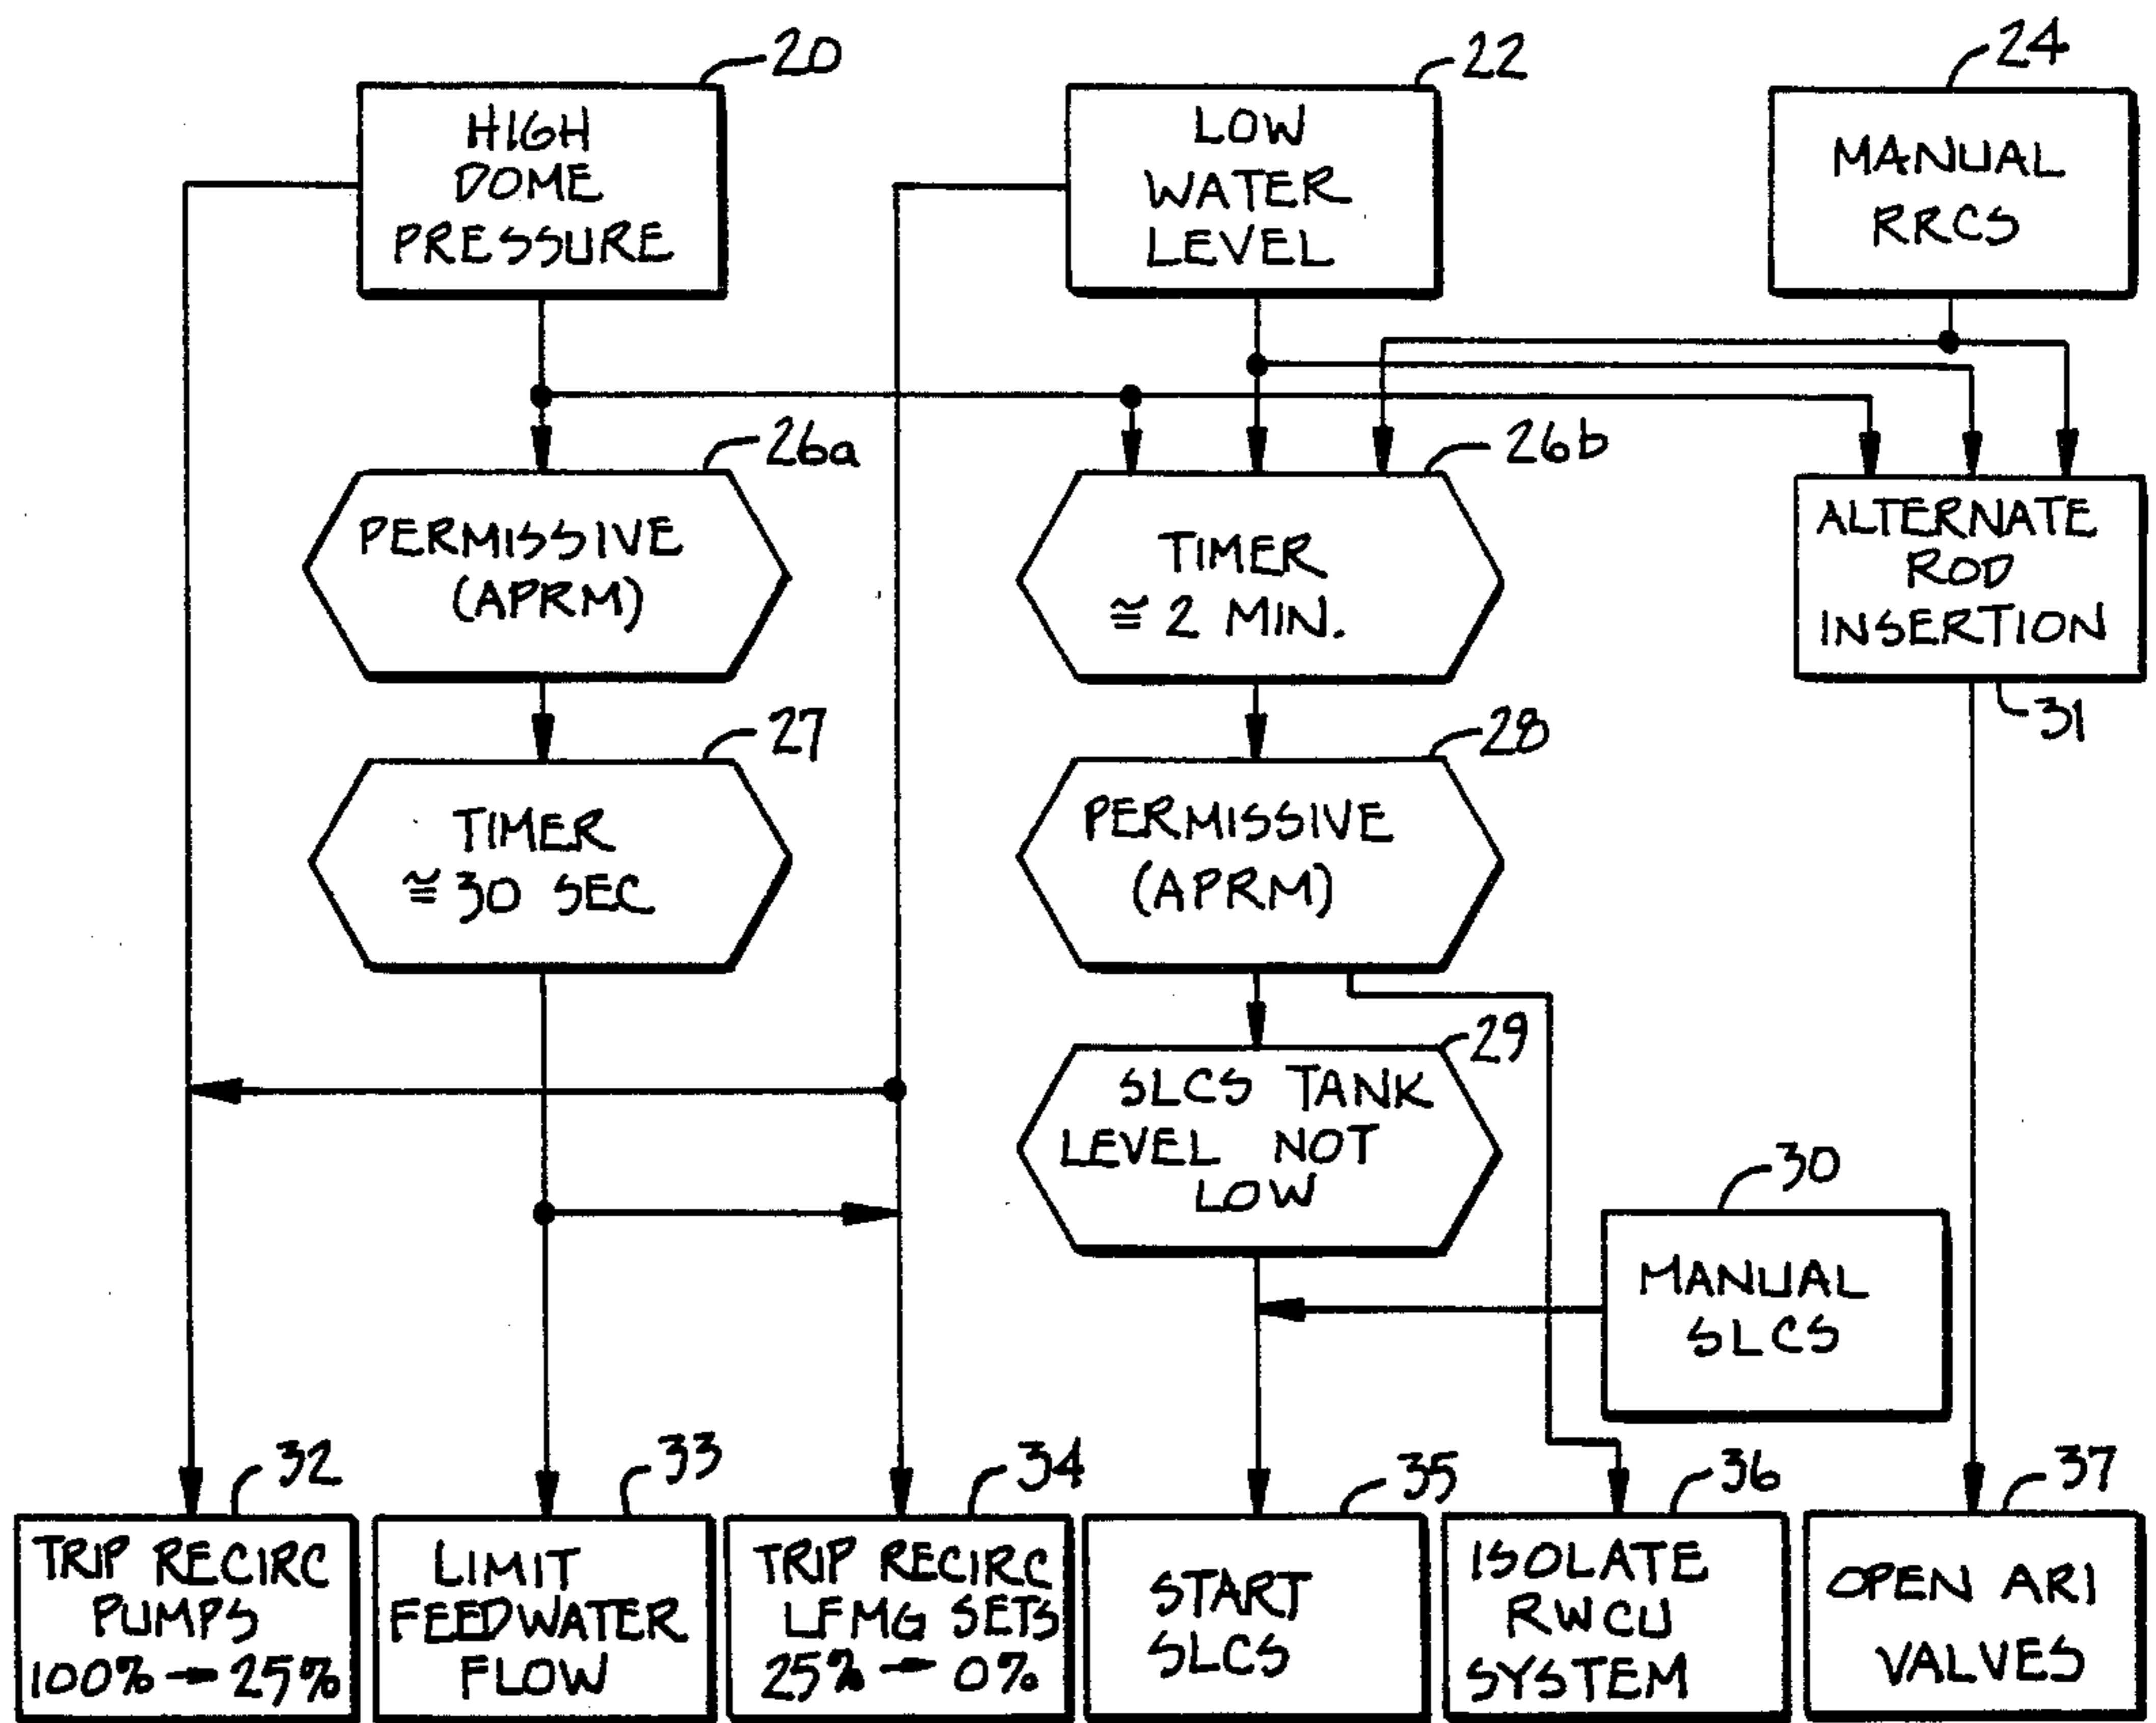 20
HIGH
DOME
PRESSURE
22
LOW
WATER
LEVEL
24
MANUAL
RRCS
26a
PERMISSIVE
(APRM)
26b
TIMER
≅ 2 MIN.
ALTERNATE
ROD
INSERTION
31
27
TIMER
≅ 30 SEC
28
PERMISSIVE
(APRM)
29
SLCS TANK
LEVEL NOT
LOW
30
MANUAL
SLCS
32
TRIP RECIRC
PUMPS
100% → 25%
33
LIMIT
FEEDWATER
FLOW
34
TRIP RECIRC
LFMG SETS
25% → 0%
35
START
SLCS
36
ISOLATE
RWCU
SYSTEM
37
OPEN ARI
VALVES